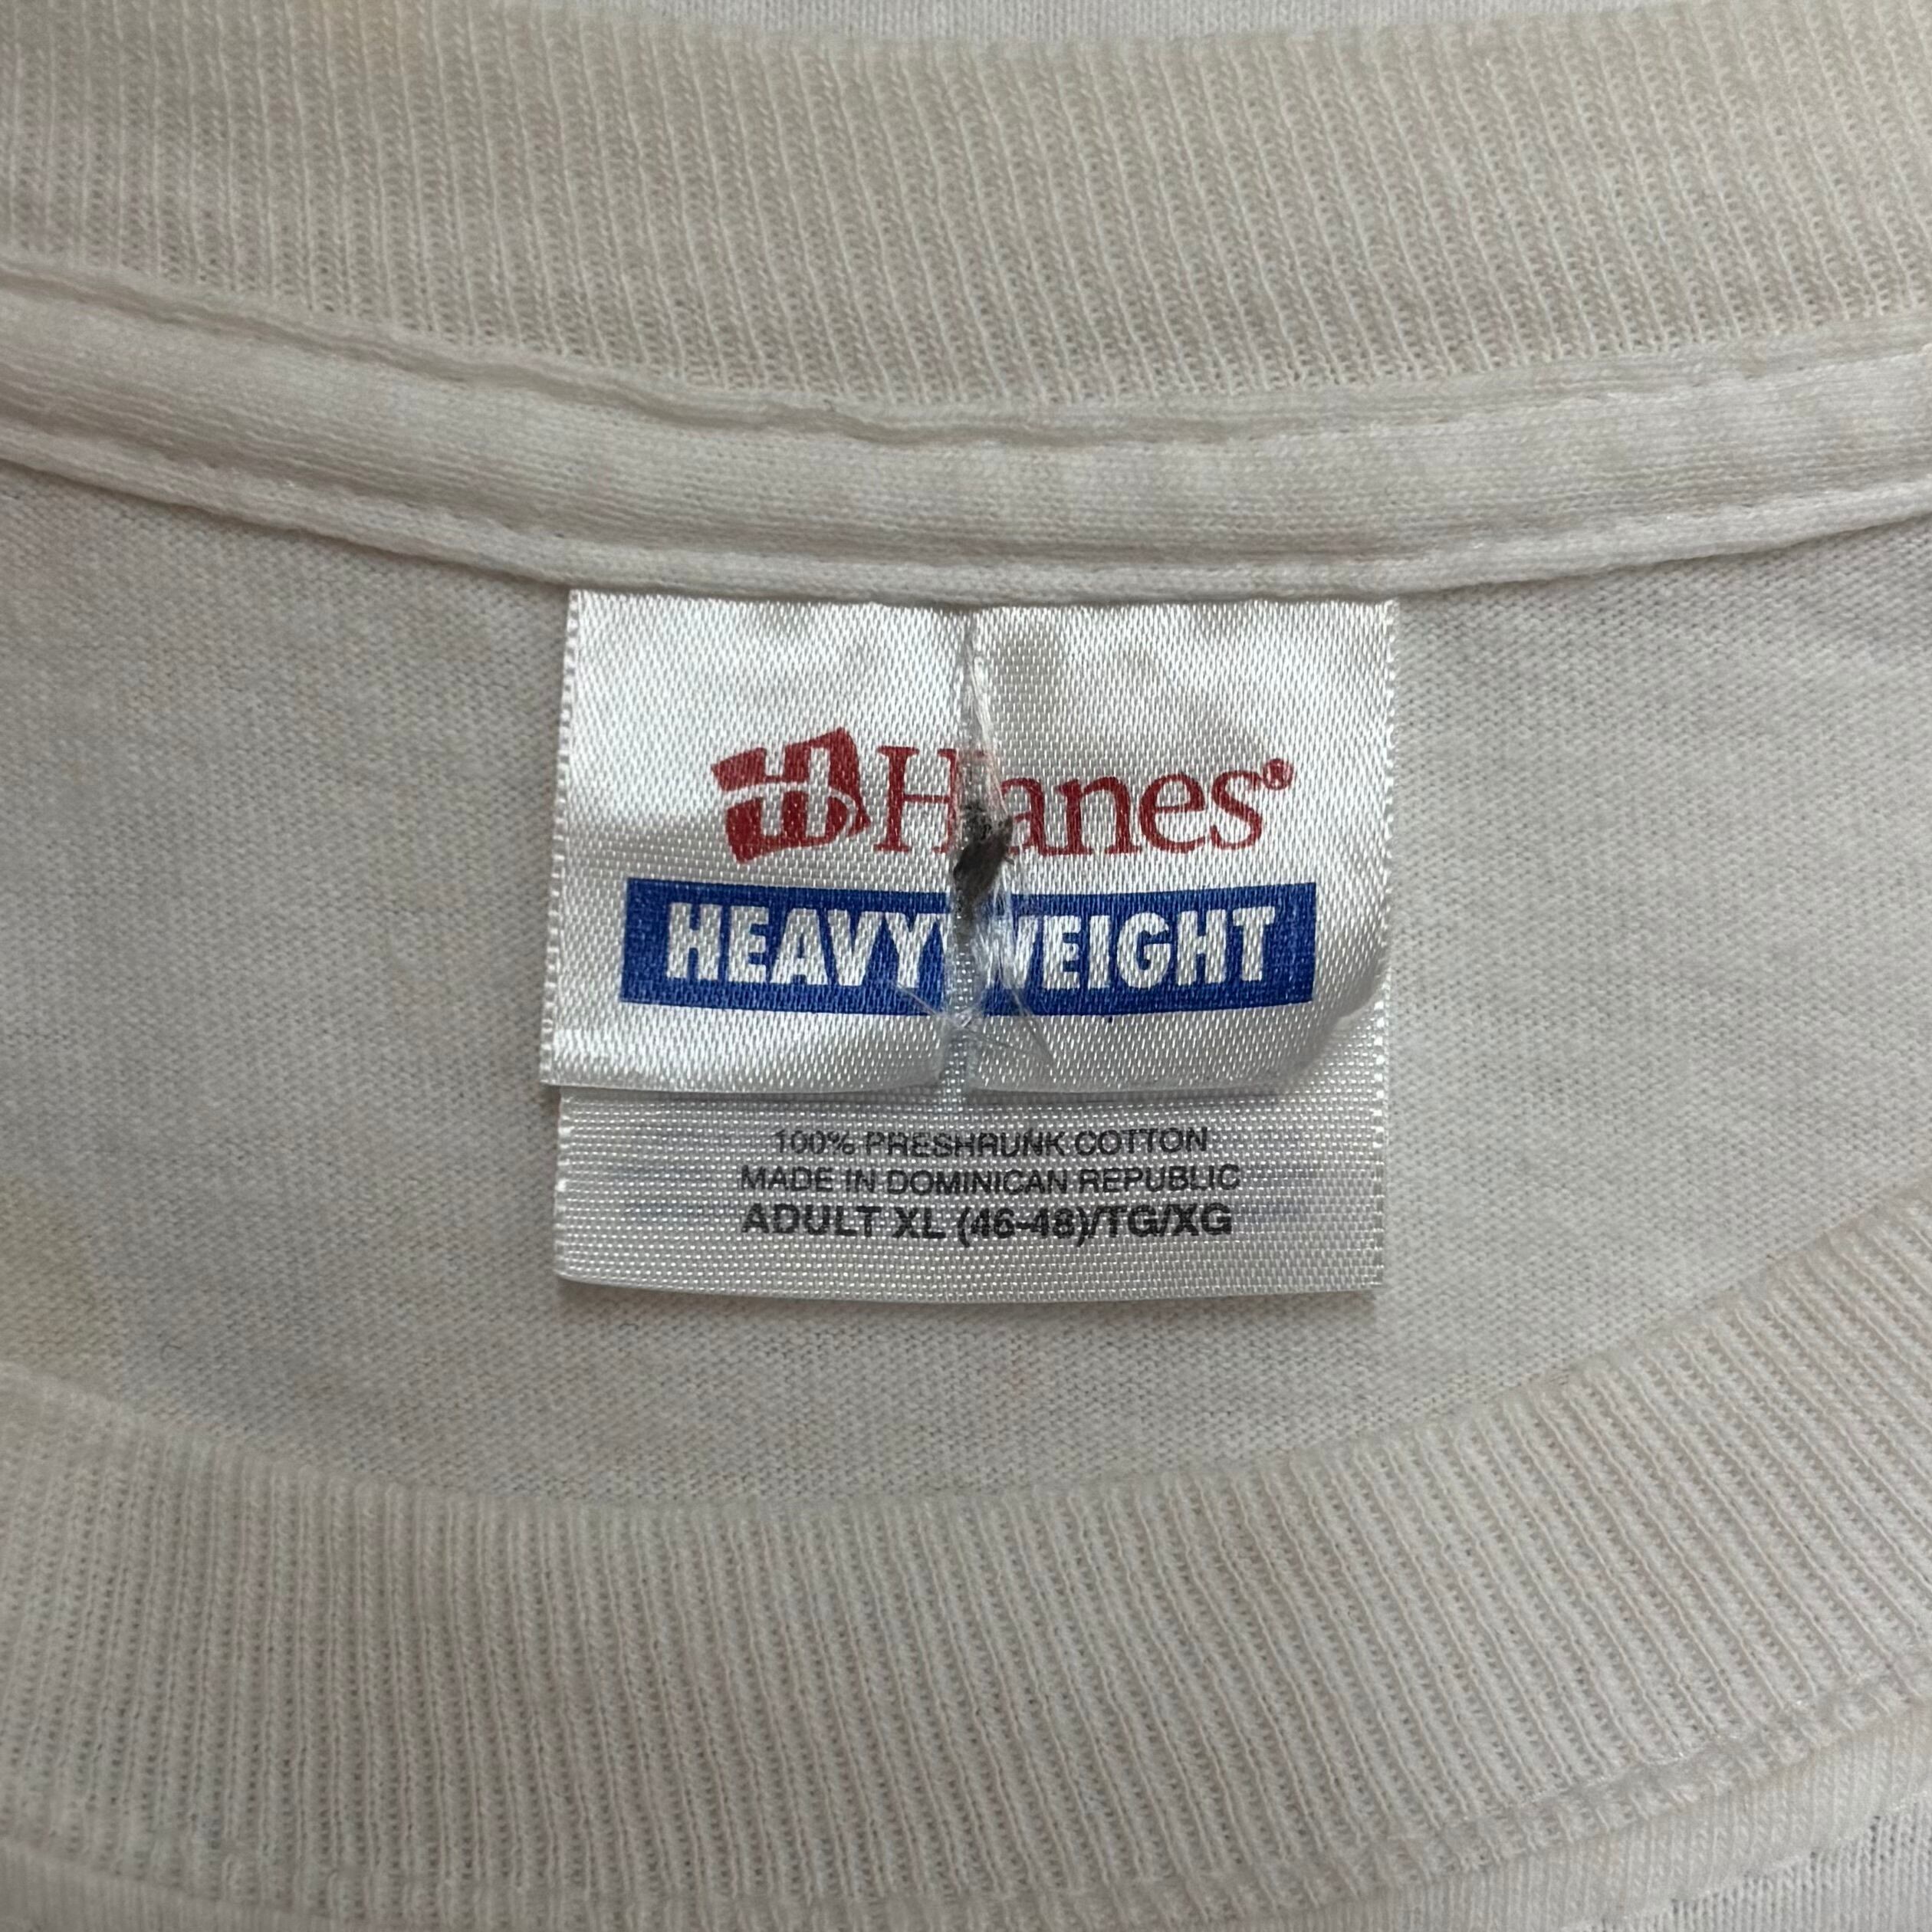 Hanes®
HEAVYWEIGHT
100% PRESHRUNK COTTON
MADE IN DOMINICAN REPUBLIC
ADULT XL (46-48)/TG/XG